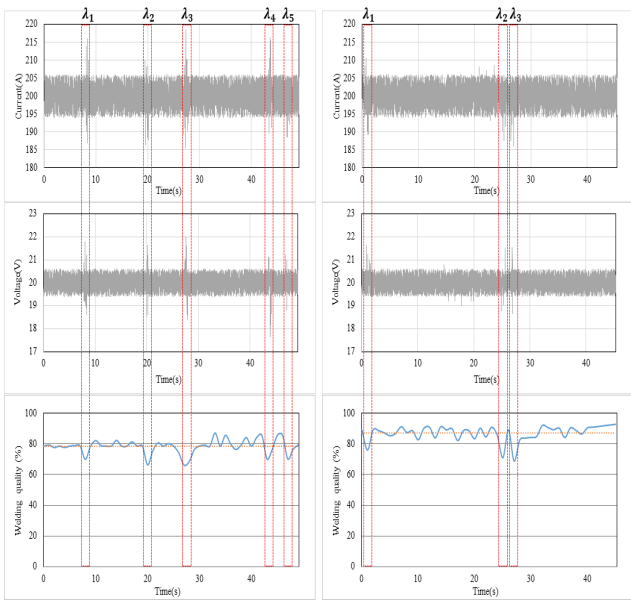 λ1 λ2 λ3 λ4 λ5
Current(A)
220
215
210
205
200
195
190
185
180
0 10 20 30 40
Time(s)
Voltage(V)
23
22
21
20
19
18
17
0 10 20 30 40
Time(s)
Welding quality (%)
100
80
60
40
20
0
0 10 20 30 40
Time(s)
λ1 λ2 λ3
Current(A)
220
215
210
205
200
195
190
185
180
0 10 20 30 40
Time(s)
Voltage(V)
23
22
21
20
19
18
17
0 10 20 30 40
Time(s)
Welding quality (%)
100
80
60
40
20
0
0 10 20 30 40
Time(s)